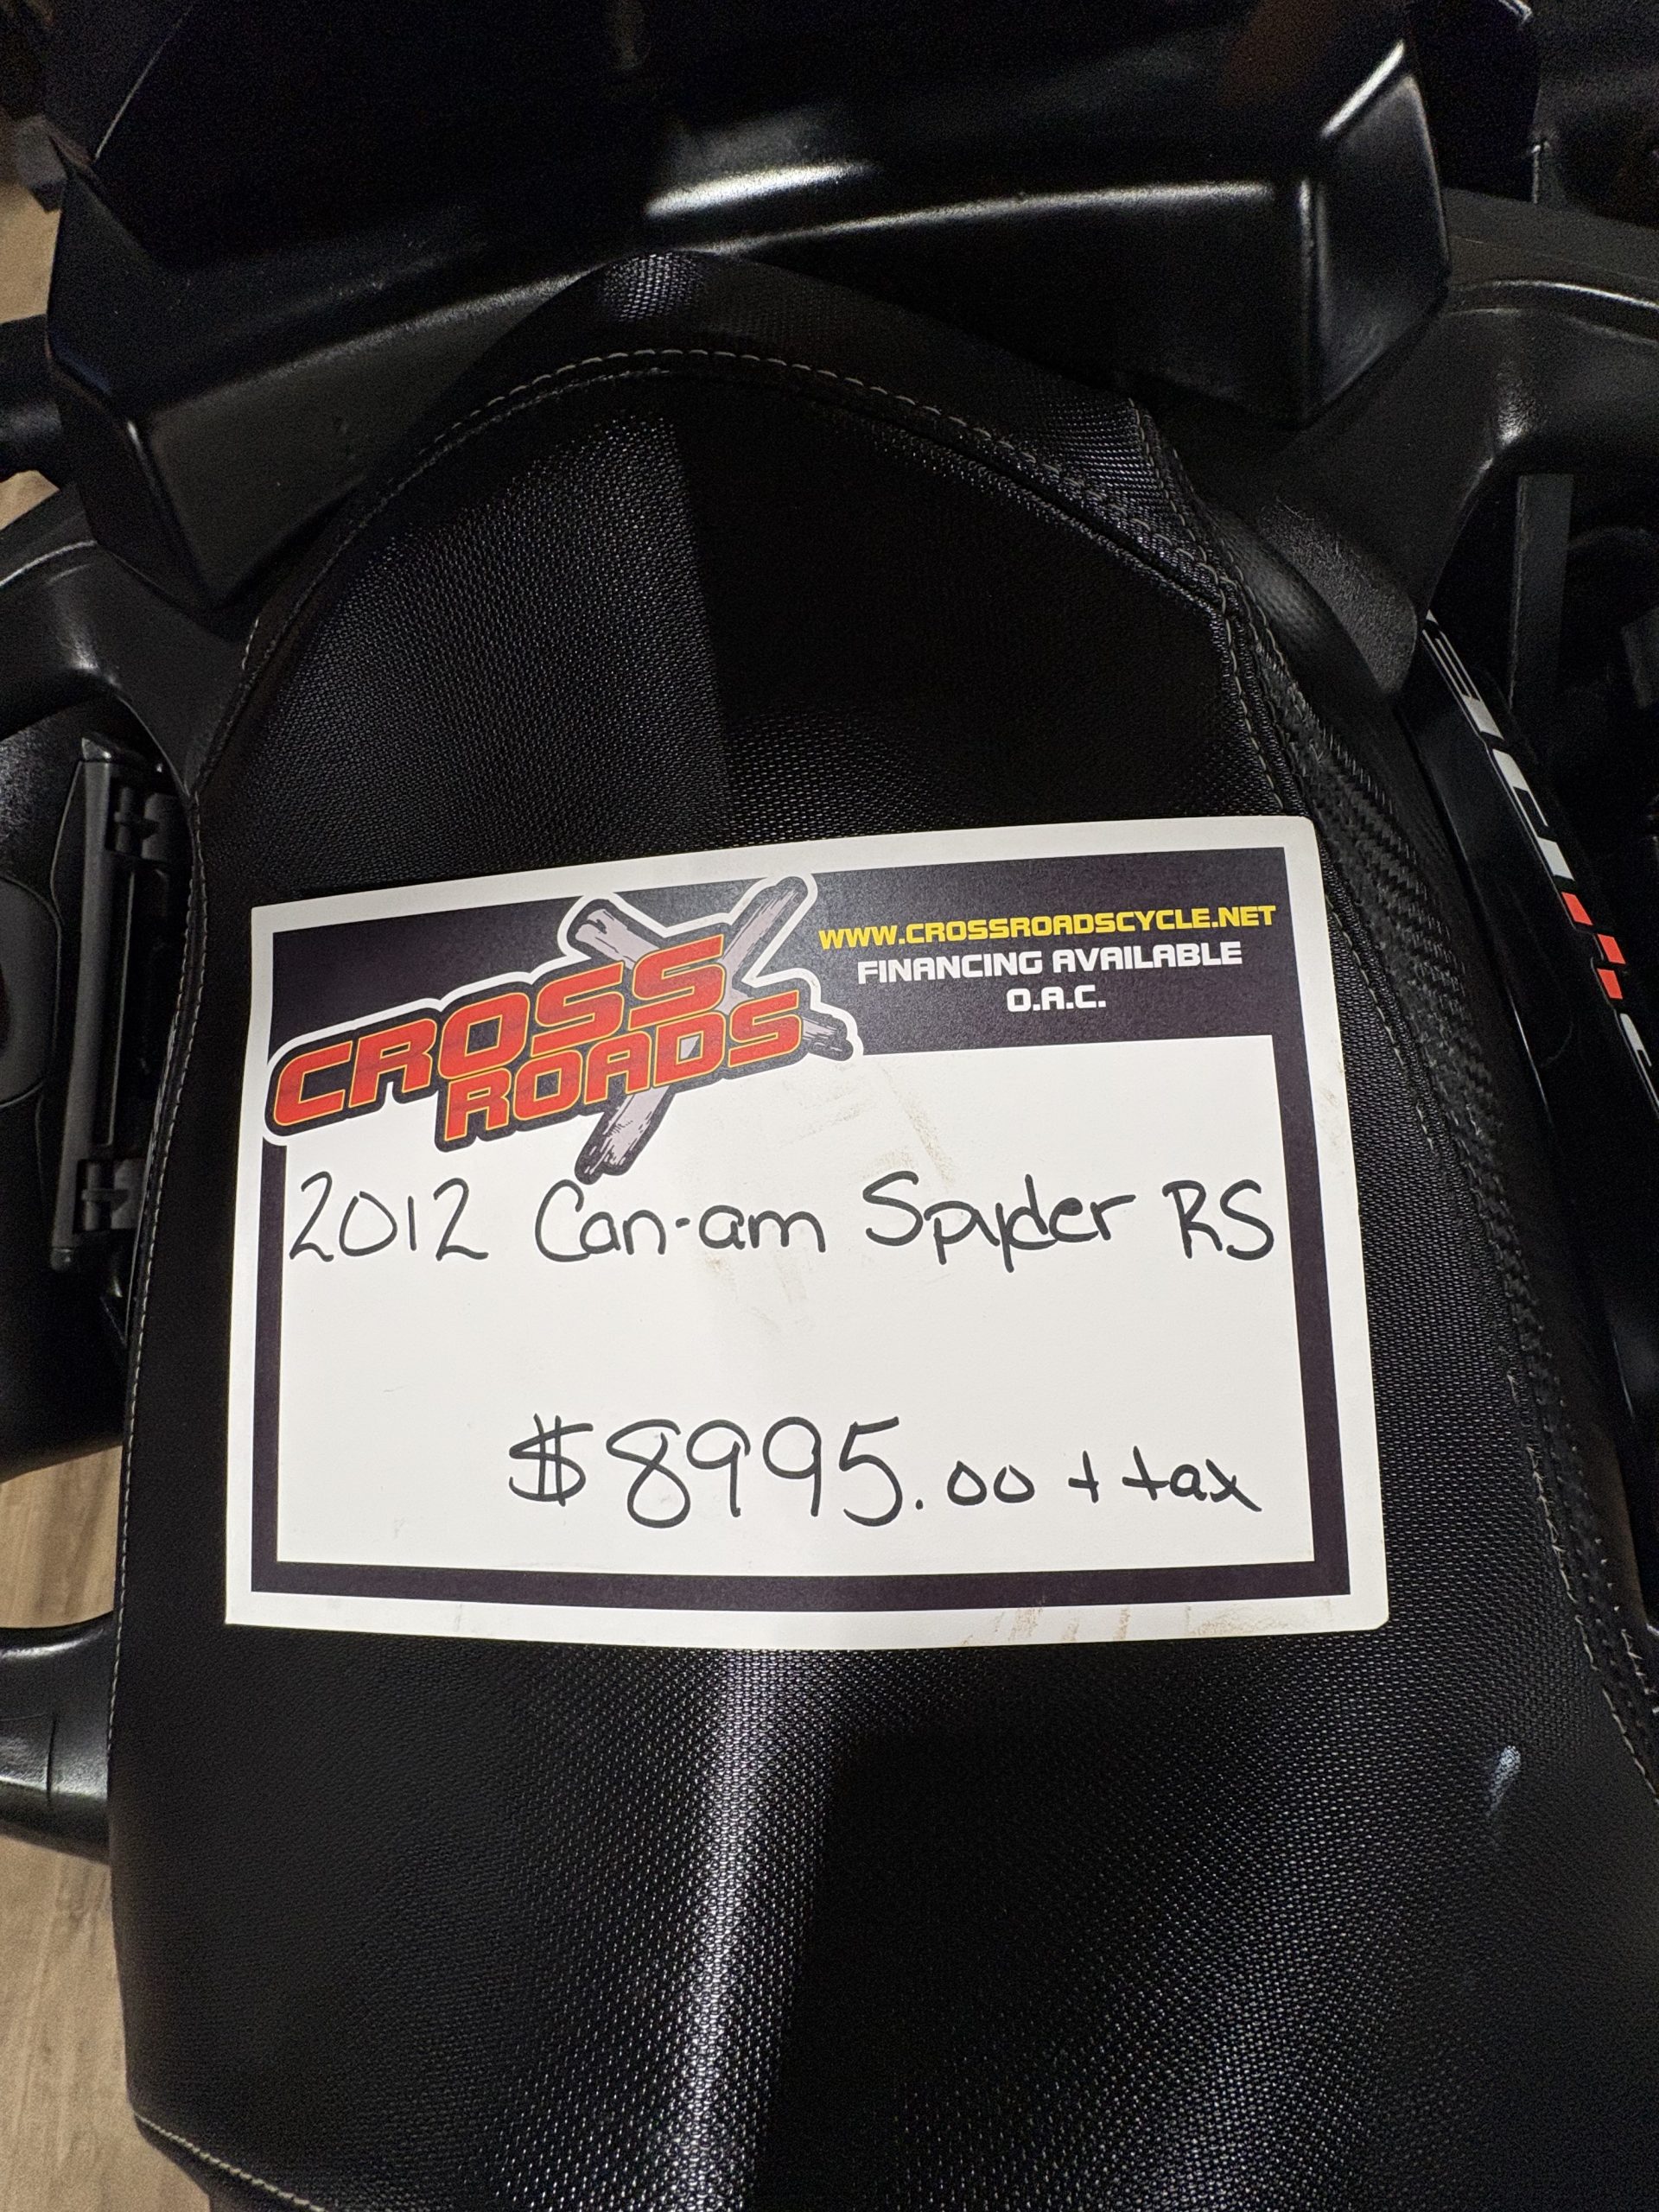 CROSS
ROADS
WWW.CROSSROADSCYCLE.NET
FINANCING AVAILABLE
O.A.C.
2012 Can-am Spyder RS
$8995.00 + tax